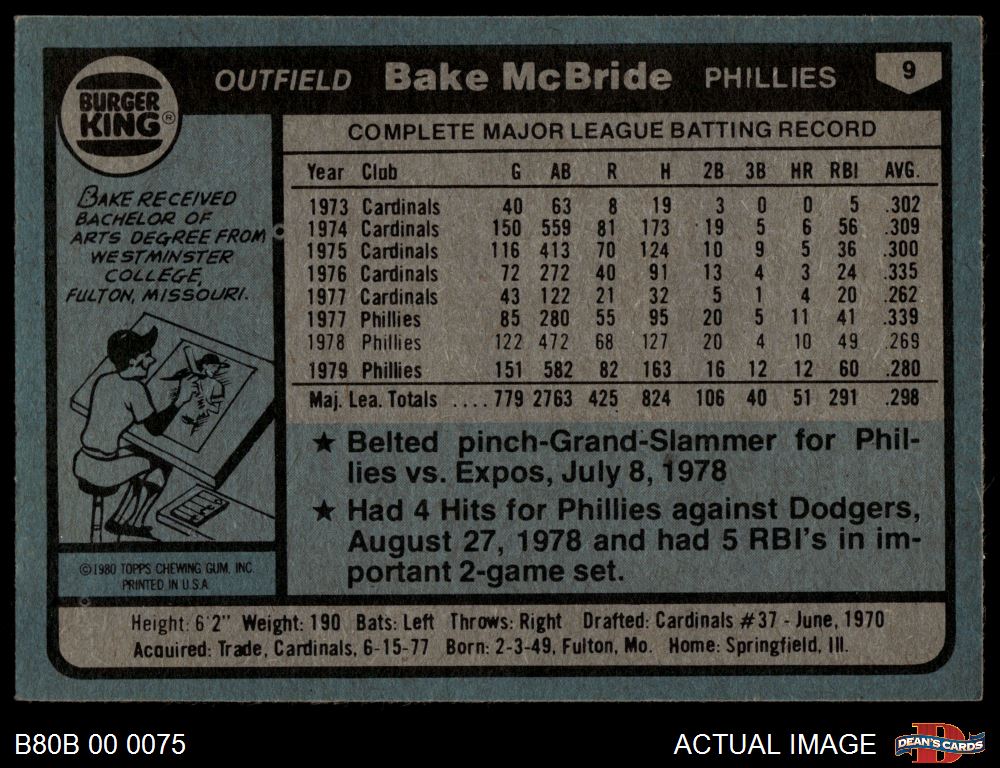 BURGER
KING®
OUTFIELD Bake McBride PHILLIES 9
COMPLETE MAJOR LEAGUE BATTING RECORD
Year Club G AB R H 2B 3B HR RBI AVG.
1973 Cardinals 40 63 8 19 3 0 0 5 .302
1974 Cardinals 150 559 81 173 19 5 6 56 .309
1975 Cardinals 116 413 70 124 10 9 5 36 .300
1976 Cardinals 72 272 40 91 13 4 3 24 .335
1977 Cardinals 43 122 21 32 5 1 4 20 .262
1977 Phillies 85 280 55 95 20 5 11 41 .339
1978 Phillies 122 472 68 127 20 4 10 49 .269
1979 Phillies 151 582 82 163 16 12 12 60 .280
Maj. Lea. Totals .... 779 2763 425 824 106 40 51 291 .298
BAKE RECEIVED
BACHELOR OF
ARTS DEGREE FROM
WESTMINSTER
COLLEGE,
FULTON, MISSOURI.
★ Belted pinch-Grand-Slammer for Phil-
lies vs. Expos, July 8, 1978
★ Had 4 Hits for Phillies against Dodgers,
August 27, 1978 and had 5 RBI's in im-
portant 2-game set.
©1980 TOPPS CHEWING GUM, INC.
PRINTED IN U.S.A.
Height: 6'2" Weight: 190 Bats: Left Throws: Right Drafted: Cardinals #37 - June, 1970
Acquired: Trade, Cardinals, 6-15-77 Born: 2-3-49, Fulton, Mo. Home: Springfield, Ill.
B80B 00 0075
ACTUAL IMAGE
D
DEAN'S CARDS